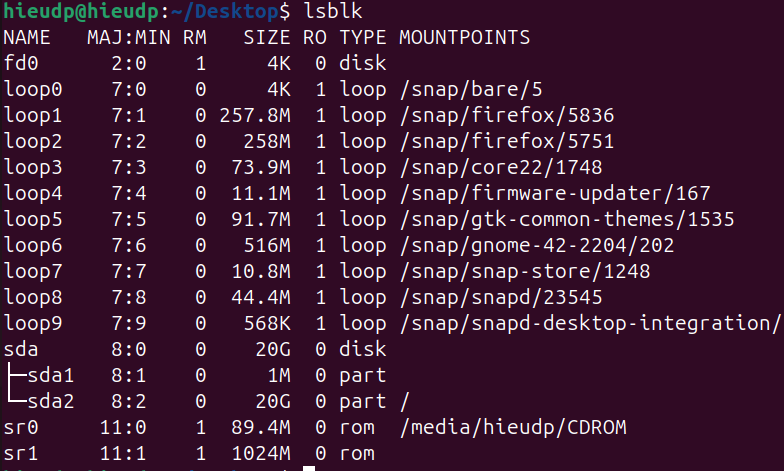 hieudp@hieudp:~/Desktop$ lsblk
NAME   MAJ:MIN RM   SIZE RO TYPE MOUNTPOINTS
fd0      2:0    1     4K  0 disk
loop0    7:0    0     4K  1 loop /snap/bare/5
loop1    7:1    0 257.8M  1 loop /snap/firefox/5836
loop2    7:2    0   258M  1 loop /snap/firefox/5751
loop3    7:3    0  73.9M  1 loop /snap/core22/1748
loop4    7:4    0  11.1M  1 loop /snap/firmware-updater/167
loop5    7:5    0  91.7M  1 loop /snap/gtk-common-themes/1535
loop6    7:6    0   516M  1 loop /snap/gnome-42-2204/202
loop7    7:7    0  10.8M  1 loop /snap/snap-store/1248
loop8    7:8    0  44.4M  1 loop /snap/snapd/23545
loop9    7:9    0   568K  1 loop /snap/snapd-desktop-integration/
sda      8:0    0    20G  0 disk
├─sda1   8:1    0     1M  0 part
└─sda2   8:2    0    20G  0 part /
sr0     11:0    1  89.4M  0 rom  /media/hieudp/CDROM
sr1     11:1    1  1024M  0 rom